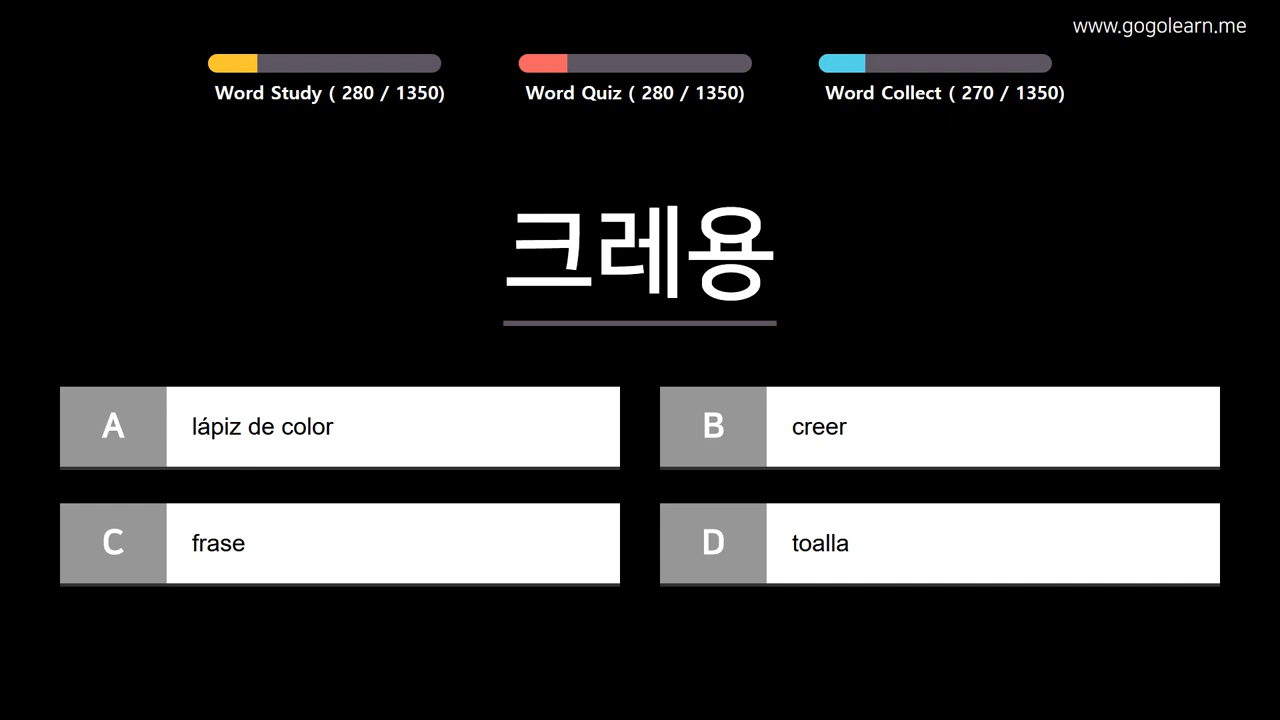 www.gogolearn.me
Word Study ( 280 / 1350)
Word Quiz ( 280 / 1350)
Word Collect ( 270 / 1350)
크레용
A lápiz de color
B creer
C frase
D toalla